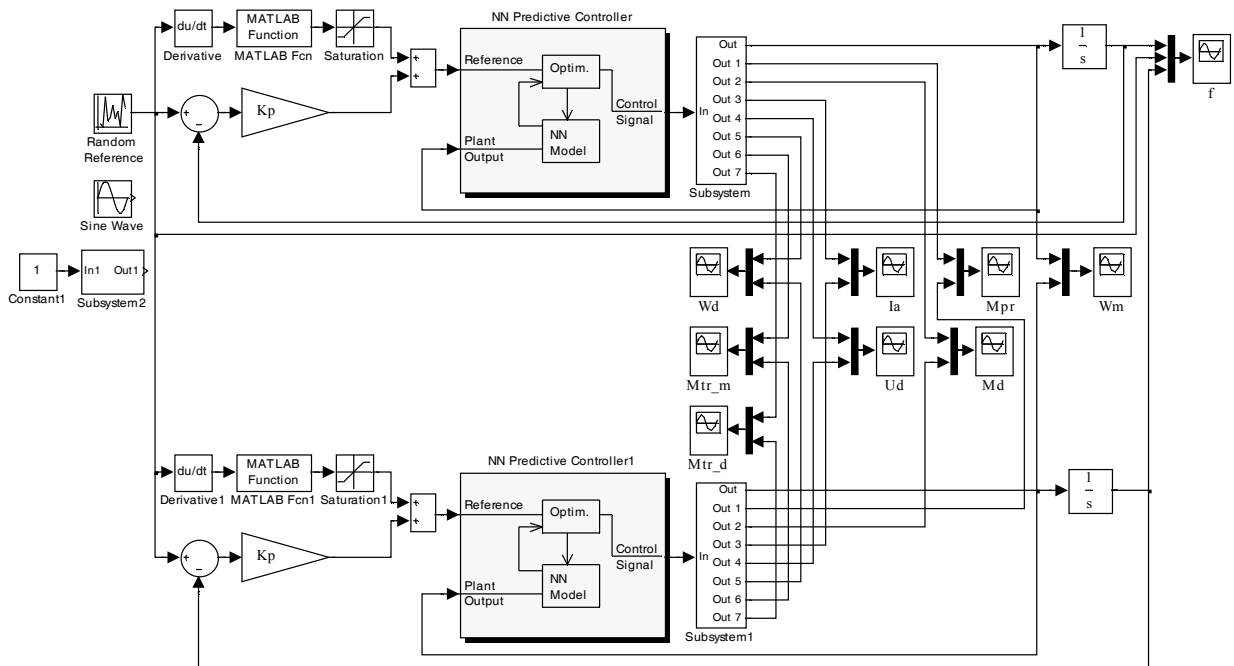 NN Predictive Controller
du/dt
MATLAB
Function
Derivative
MATLAB Fcn
Saturation
+
+
Reference
Optim.
Control
Signal
NN
Model
Plant
Output
In
Out
Out 1
Out 2
Out 3
Out 4
Out 5
Out 6
Out 7
Subsystem
1
s
f
Random
Reference
+
−
Kp
Sine Wave
1
Constant1
In1
Out1
Subsystem2
Wd
Ia
Mpr
Wm
Mtr_m
Ud
Md
Mtr_d
NN Predictive Controller1
du/dt
MATLAB
Function
Derivative1
MATLAB Fcn1
Saturation1
+
+
Reference
Optim.
Control
Signal
NN
Model
Plant
Output
In
Out
Out 1
Out 2
Out 3
Out 4
Out 5
Out 6
Out 7
Subsystem1
1
s
+
−
Kp